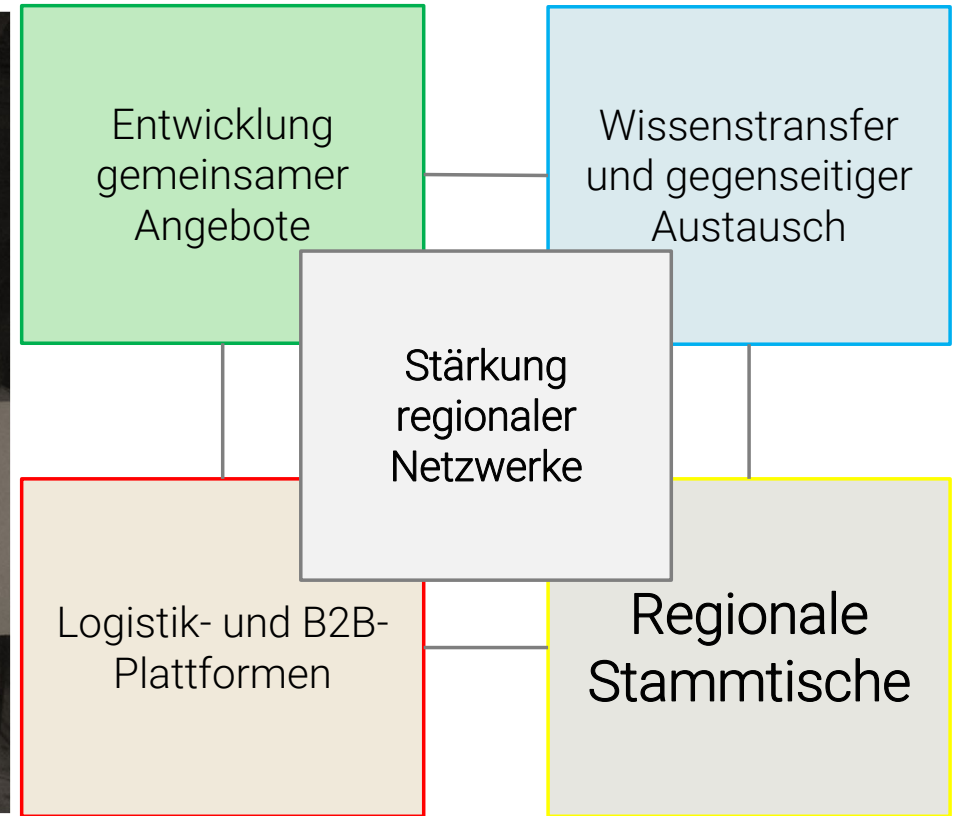 Entwicklung
gemeinsamer
Angebote
Wissenstransfer
und gegenseitiger
Austausch
Stärkung
regionaler
Netzwerke
Logistik- und B2B-
Plattformen
Regionale
Stammtische